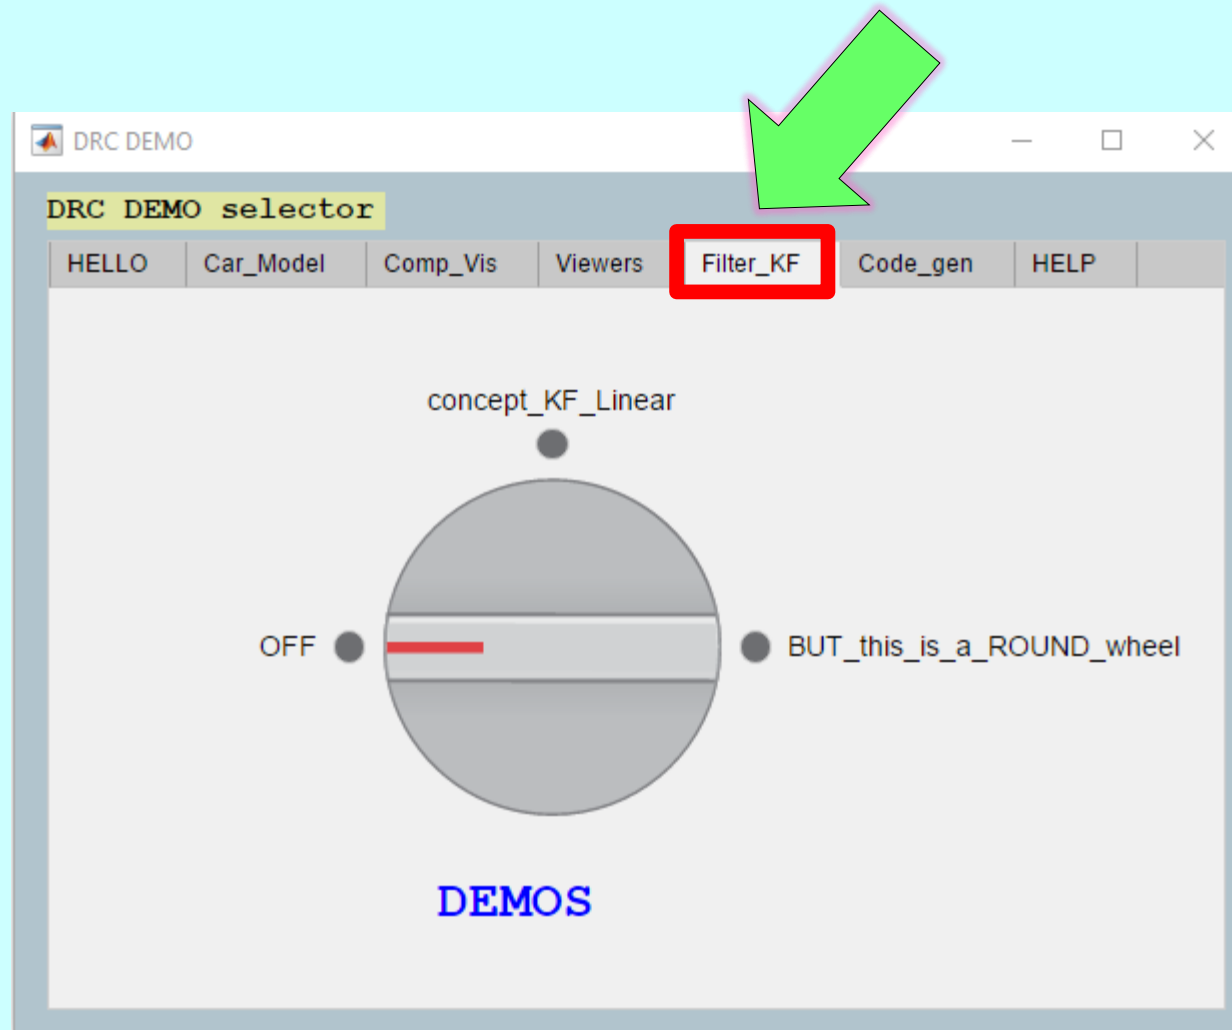 DRC DEMO
DRC DEMO selector
HELLO Car_Model Comp_Vis Viewers Filter_KF Code_gen HELP
concept_KF_Linear
OFF BUT_this_is_a_ROUND_wheel
DEMOS